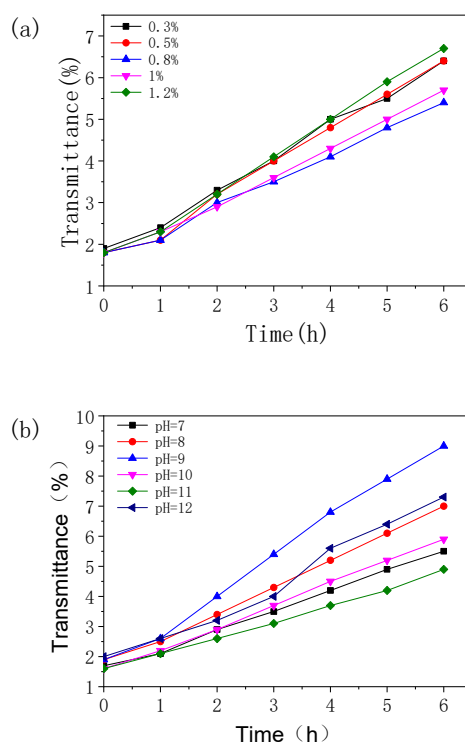 (a)
0.3%
0.5%
0.8%
1%
1.2%
Transmittance(%)
7
6
5
4
3
2
1
0 1 2 3 4 5 6
Time(h)
(b)
pH=7
pH=8
pH=9
pH=10
pH=11
pH=12
Transmittance（%）
10
9
8
7
6
5
4
3
2
1
0 1 2 3 4 5 6
Time（h）